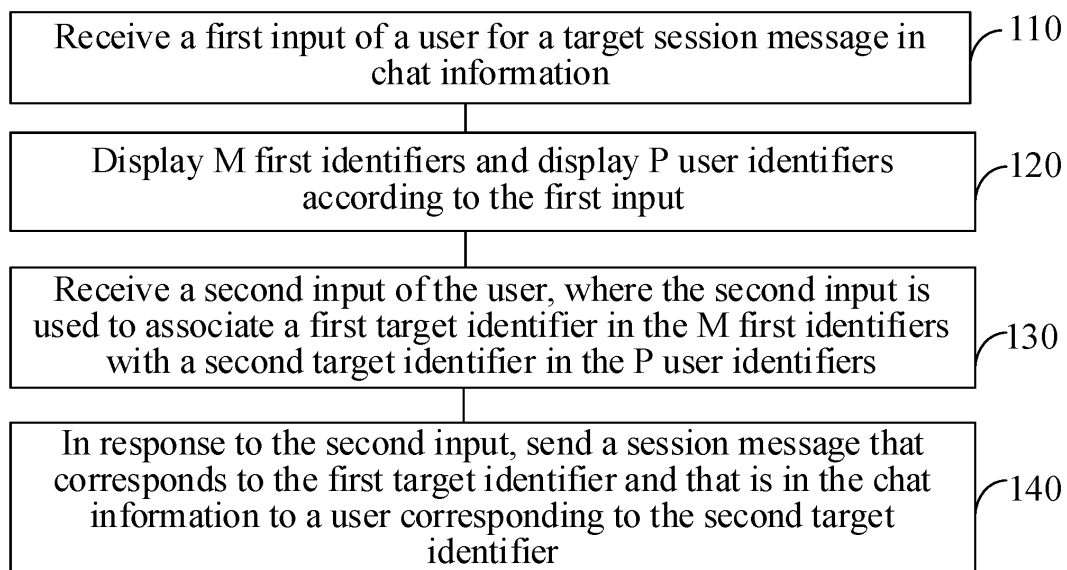 Receive a first input of a user for a target session message in
chat information
110
Display M first identifiers and display P user identifiers
according to the first input
120
Receive a second input of the user, where the second input is
used to associate a first target identifier in the M first identifiers
with a second target identifier in the P user identifiers
130
In response to the second input, send a session message that
corresponds to the first target identifier and that is in the chat
information to a user corresponding to the second target
identifier
140